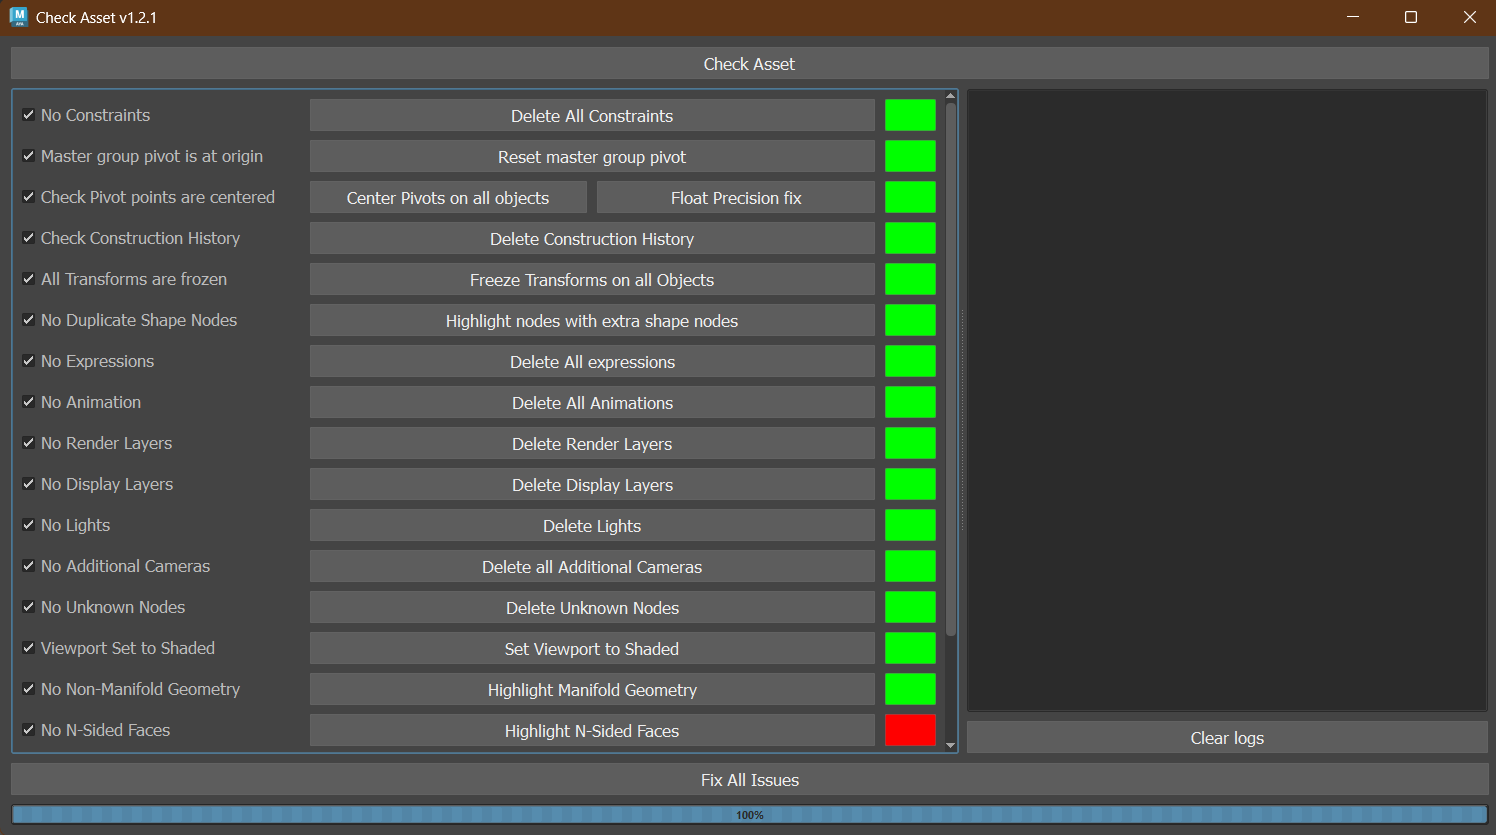 Check Asset v1.2.1
Check Asset
No Constraints Delete All Constraints
Master group pivot is at origin Reset master group pivot
Check Pivot points are centered Center Pivots on all objects Float Precision fix
Check Construction History Delete Construction History
All Transforms are frozen Freeze Transforms on all Objects
No Duplicate Shape Nodes Highlight nodes with extra shape nodes
No Expressions Delete All expressions
No Animation Delete All Animations
No Render Layers Delete Render Layers
No Display Layers Delete Display Layers
No Lights Delete Lights
No Additional Cameras Delete all Additional Cameras
No Unknown Nodes Delete Unknown Nodes
Viewport Set to Shaded Set Viewport to Shaded
No Non-Manifold Geometry Highlight Manifold Geometry
No N-Sided Faces Highlight N-Sided Faces
Clear logs
Fix All Issues
100%